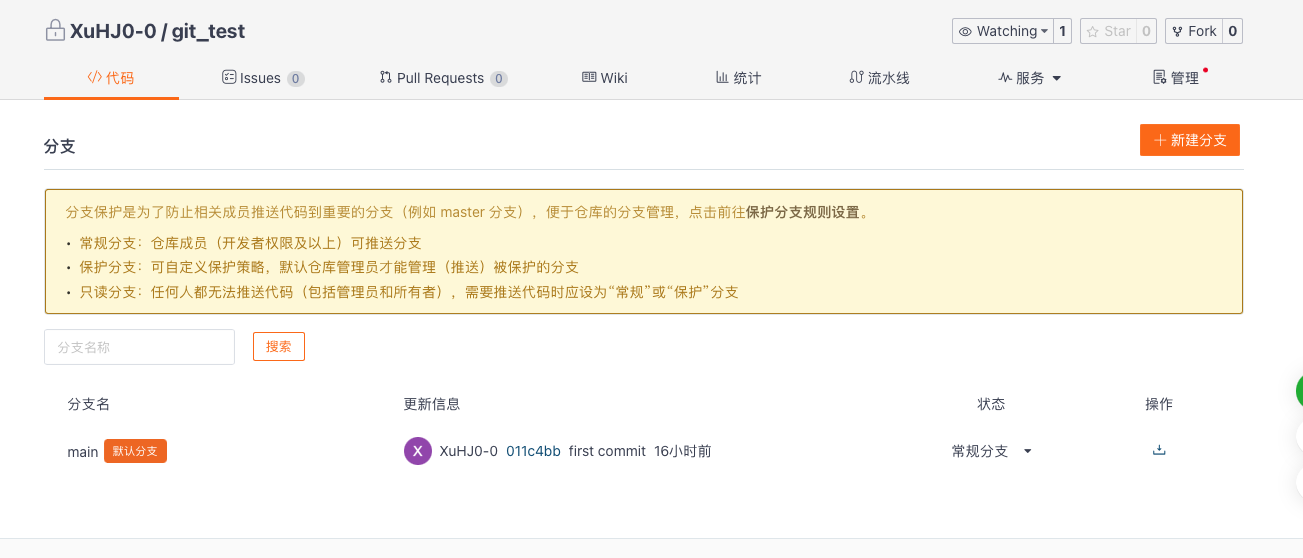 XuHJ0-0 / git_test
Watching 1 Star 0 Fork 0
代码 Issues 0 Pull Requests 0 Wiki 统计 流水线 服务 管理
分支
新建分支
分支保护是为了防止相关成员推送代码到重要的分支（例如 master 分支），便于仓库的分支管理，点击前往保护分支规则设置。
• 常规分支：仓库成员（开发者权限及以上）可推送分支
• 保护分支：可自定义保护策略，默认仓库管理员才能管理（推送）被保护的分支
• 只读分支：任何人都无法推送代码（包括管理员和所有者），需要推送代码时应设为“常规”或“保护”分支
分支名称 搜索
分支名 更新信息 状态 操作
main 默认分支 X XuHJ0-0 011c4bb first commit 16小时前 常规分支